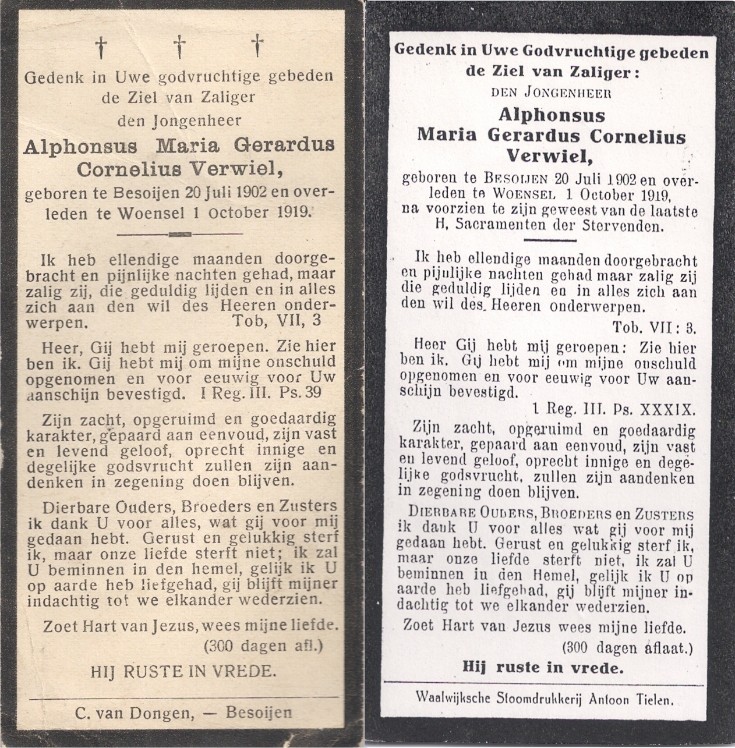 † † †
Gedenk in Uwe godvruchtige gebeden
de Ziel van Zaliger
den Jongenheer
Alphonsus Maria Gerardus
Cornelius Verwiel,
geboren te Besoijen 20 Juli 1902 en over-
leden te Woensel 1 October 1919.
Ik heb ellendige maanden doorge-
bracht en pijnlijke nachten gehad, maar
zalig zij, die geduldig lijden en in alles
zich aan den wil des Heeren onder-
werpen. Tob, VII, 3
Heer, Gij hebt mij geroepen. Zie hier
ben ik. Gij hebt mij om mijne onschuld
opgenomen en voor eeuwig voor Uw
aanschijn bevestigd. I Reg. III. Ps. 39
Zijn zacht, opgeruimd en goedaardig
karakter, gepaard aan eenvoud, zijn vast
en levend geloof, oprecht innige en
degelijke godsvrucht zullen zijn aan-
denken in zegening doen blijven.
Dierbare Ouders, Broeders en Zusters
ik dank U voor alles, wat gij voor mij
gedaan hebt. Gerust en gelukkig sterf
ik, maar onze liefde sterft niet; ik zal
U beminnen in den hemel, gelijk ik U
op aarde heb liefgehad, gij blijft mijner
indachtig tot we elkander wederzien.
Zoet Hart van Jezus, wees mijne liefde.
(300 dagen afl.)
HIJ RUSTE IN VREDE.
C. van Dongen, — Besoijen
Gedenk in Uwe Godvruchtige gebeden
de Ziel van Zaliger:
DEN JONGENHEER
Alphonsus
Maria Gerardus Cornelius
Verwiel,
geboren te BESOIJEN 20 Juli 1902 en over-
leden te WOENSEL 1 October 1919,
na voorzien te zijn geweest van de laatste
H. Sacramenten der Stervenden.
Ik heb ellendige maanden doorgebracht
en pijulijke nachten gehad maar zalig zij
die geduldig lijden en in alles zich aan
den wil des Heeren onderwerpen.
Tob. VII: 3.
Heer Gij hebt mij geroepen: Zie hier
ben ik. Gij hebt mij om mijne onschuld
opgenomen en voor eeuwig voor Uw aan-
schijn bevestigd.
1 Reg. III. Ps. XXXIX.
Zijn zacht, opgeruimd en goedaardig
karakter, gepaard aan eenvoud, zijn vast
en levend geloof, oprecht innige en dege-
lijke godsvrucht, zullen zijn aandenken
in zegening doen blijven.
DIERBARE OUDERS, BROEDERS EN ZUSTERS
ik dank U voor alles wat gij voor mij
gedaan hebt. Gerust en gelukkig sterf ik,
maar onze liefde sterft niet, ik zal U
beminnen in den Hemel, gelijk ik U op
aarde heb liefgehad, gij blijft mijner in-
dachtig tot we elkander wederzien.
Zoet Hart van Jezus wees mijne liefde.
(300 dagen aflaat.)
Hij ruste in vrede.
Waalwijksche Stoomdrukkerij Antoon Tielen.